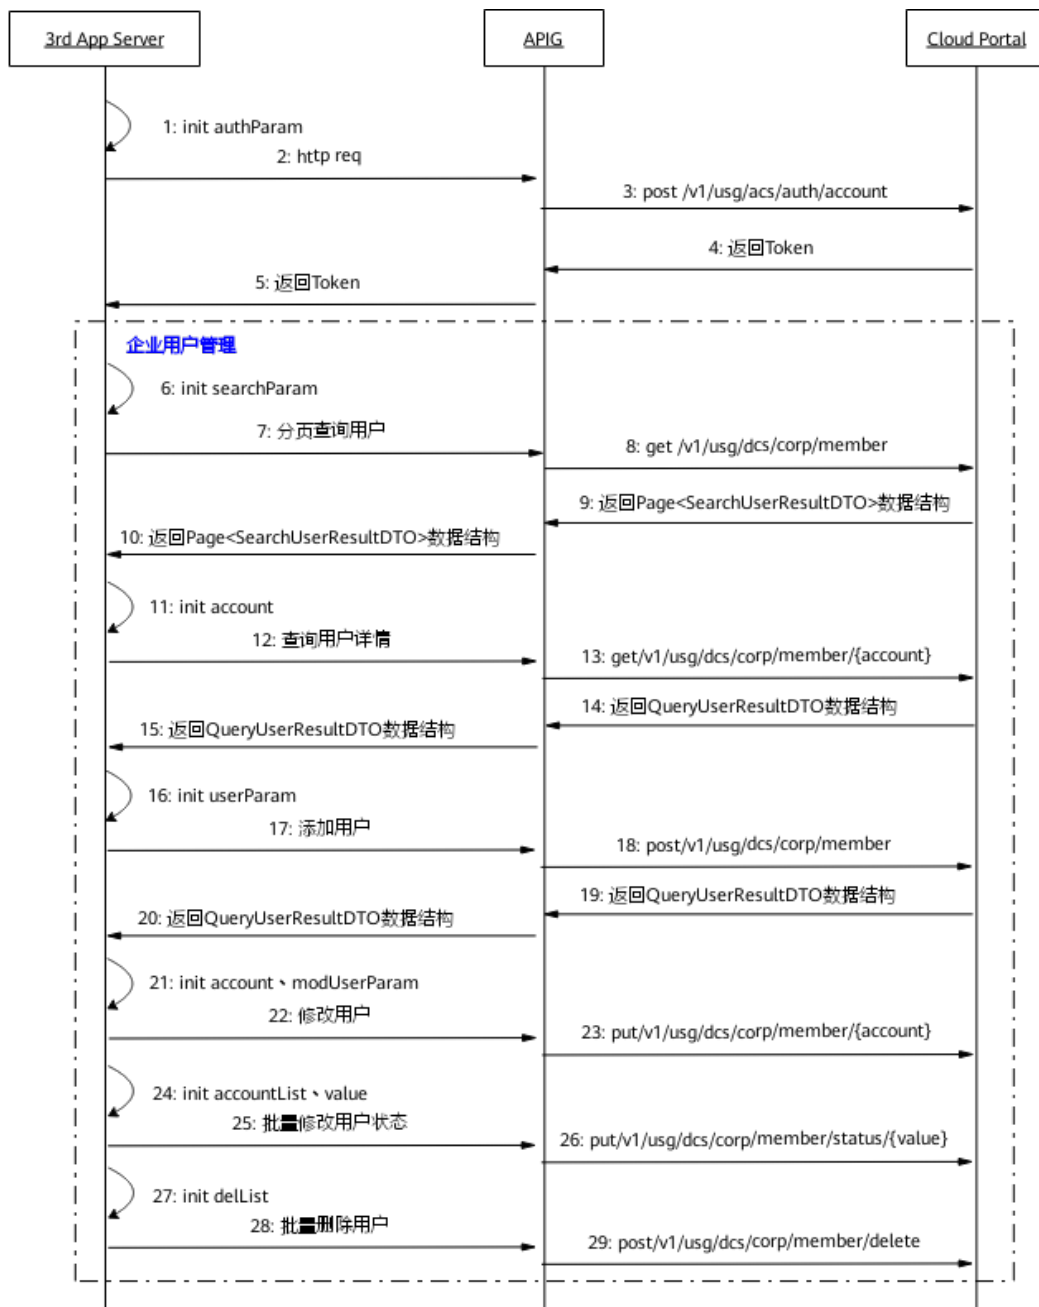 3rd App Server
APIG
Cloud Portal
1: init authParam
2: http req
3: post /v1/usg/acs/auth/account
4: 返回Token
5: 返回Token
企业用户管理
6: init searchParam
7: 分页查询用户
8: get /v1/usg/dcs/corp/member
9: 返回Page<SearchUserResultDTO>数据结构
10: 返回Page<SearchUserResultDTO>数据结构
11: init account
12: 查询用户详情
13: get/v1/usg/dcs/corp/member/{account}
14: 返回QueryUserResultDTO数据结构
15: 返回QueryUserResultDTO数据结构
16: init userParam
17: 添加用户
18: post/v1/usg/dcs/corp/member
19: 返回QueryUserResultDTO数据结构
20: 返回QueryUserResultDTO数据结构
21: init account、modUserParam
22: 修改用户
23: put/v1/usg/dcs/corp/member/{account}
24: init accountList、value
25: 批量修改用户状态
26: put/v1/usg/dcs/corp/member/status/{value}
27: init delList
28: 批量删除用户
29: post/v1/usg/dcs/corp/member/delete